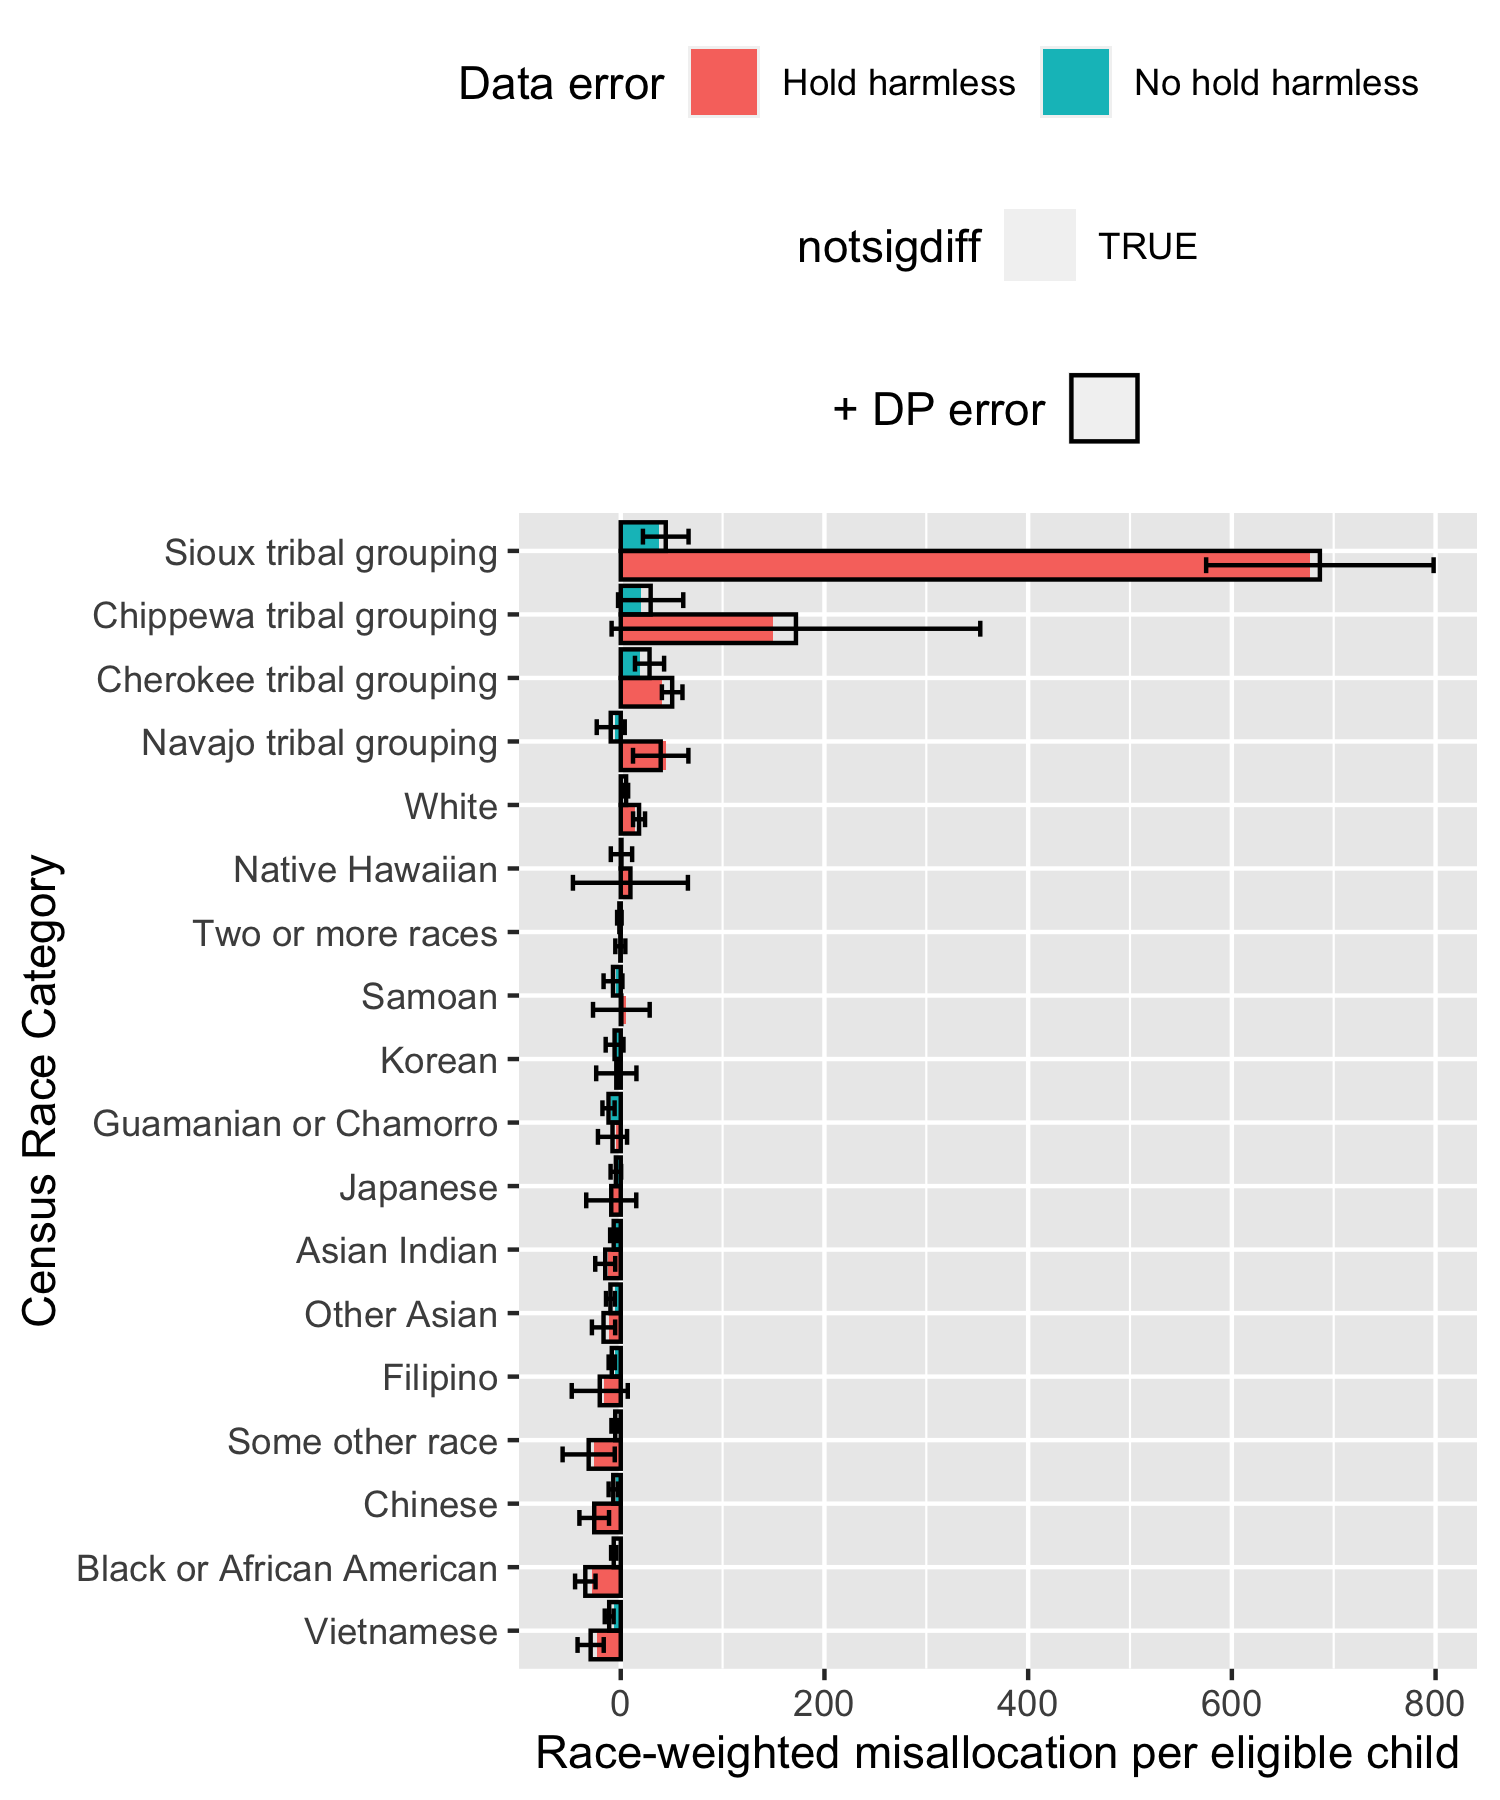 Data error Hold harmless No hold harmless
notsigdiff TRUE
+ DP error
Census Race Category
Sioux tribal grouping
Chippewa tribal grouping
Cherokee tribal grouping
Navajo tribal grouping
White
Native Hawaiian
Two or more races
Samoan
Korean
Guamanian or Chamorro
Japanese
Asian Indian
Other Asian
Filipino
Some other race
Chinese
Black or African American
Vietnamese
0 200 400 600 800
Race-weighted misallocation per eligible child